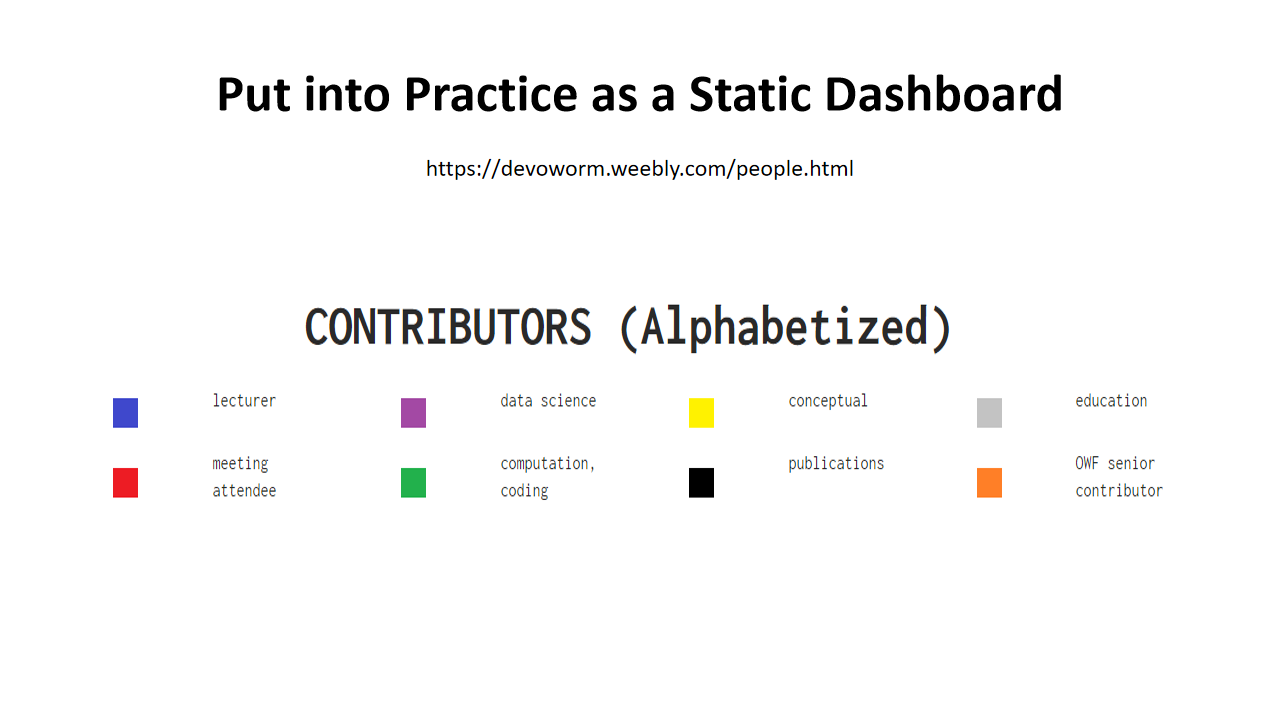 Put into Practice as a Static Dashboard
https://devoworm.weebly.com/people.html
CONTRIBUTORS (Alphabetized)
lecturer
data science
conceptual
education
meeting
attendee
computation,
coding
publications
OWF senior
contributor